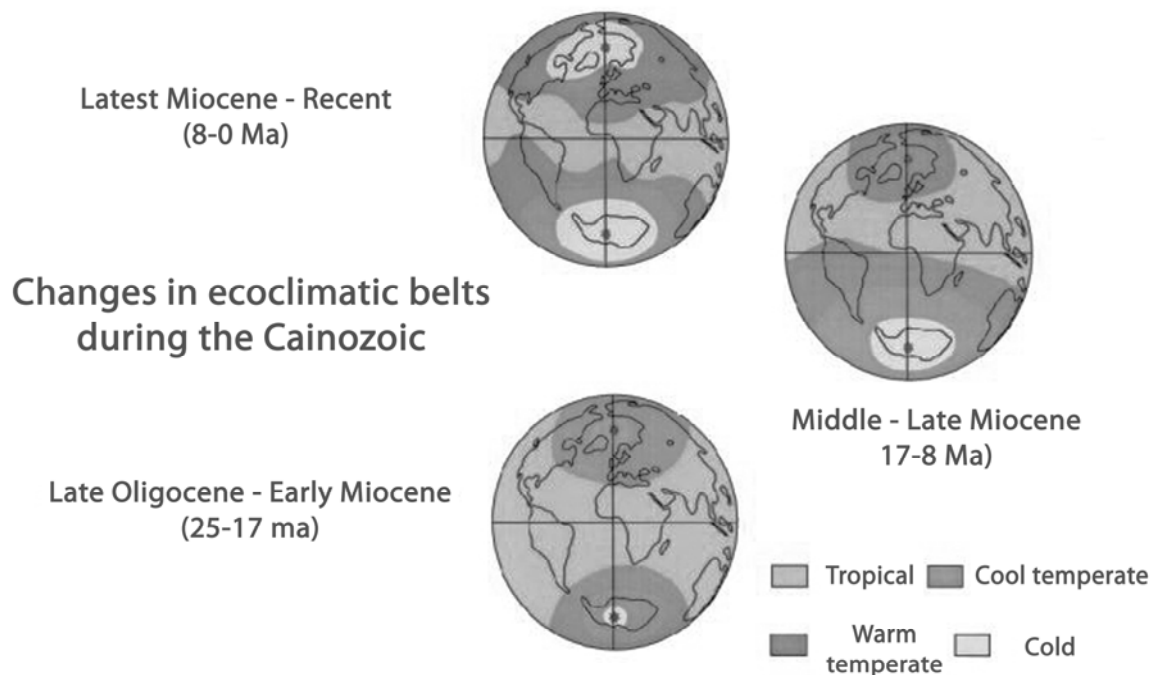 Latest Miocene - Recent
(8-0 Ma)
Changes in ecoclimatic belts
during the Cainozoic
Middle - Late Miocene
17-8 Ma)
Late Oligocene - Early Miocene
(25-17 ma)
Tropical
Cool temperate
Warm
temperate
Cold